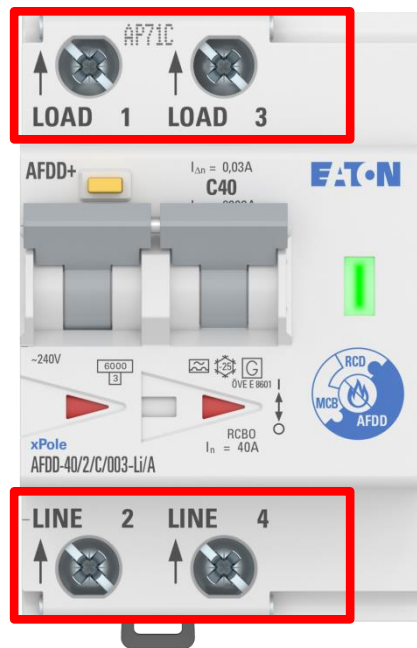 AP71C
LOAD 1 LOAD 3
AFDD+
I∆n = 0,03A
C40
EATON
~240V
6000
3
-25
G
ÖVE E 8601
I
O
RCBO
In = 40A
RCD
MCB
AFDD
xPole
AFDD-40/2/C/003-Li/A
LINE 2 LINE 4